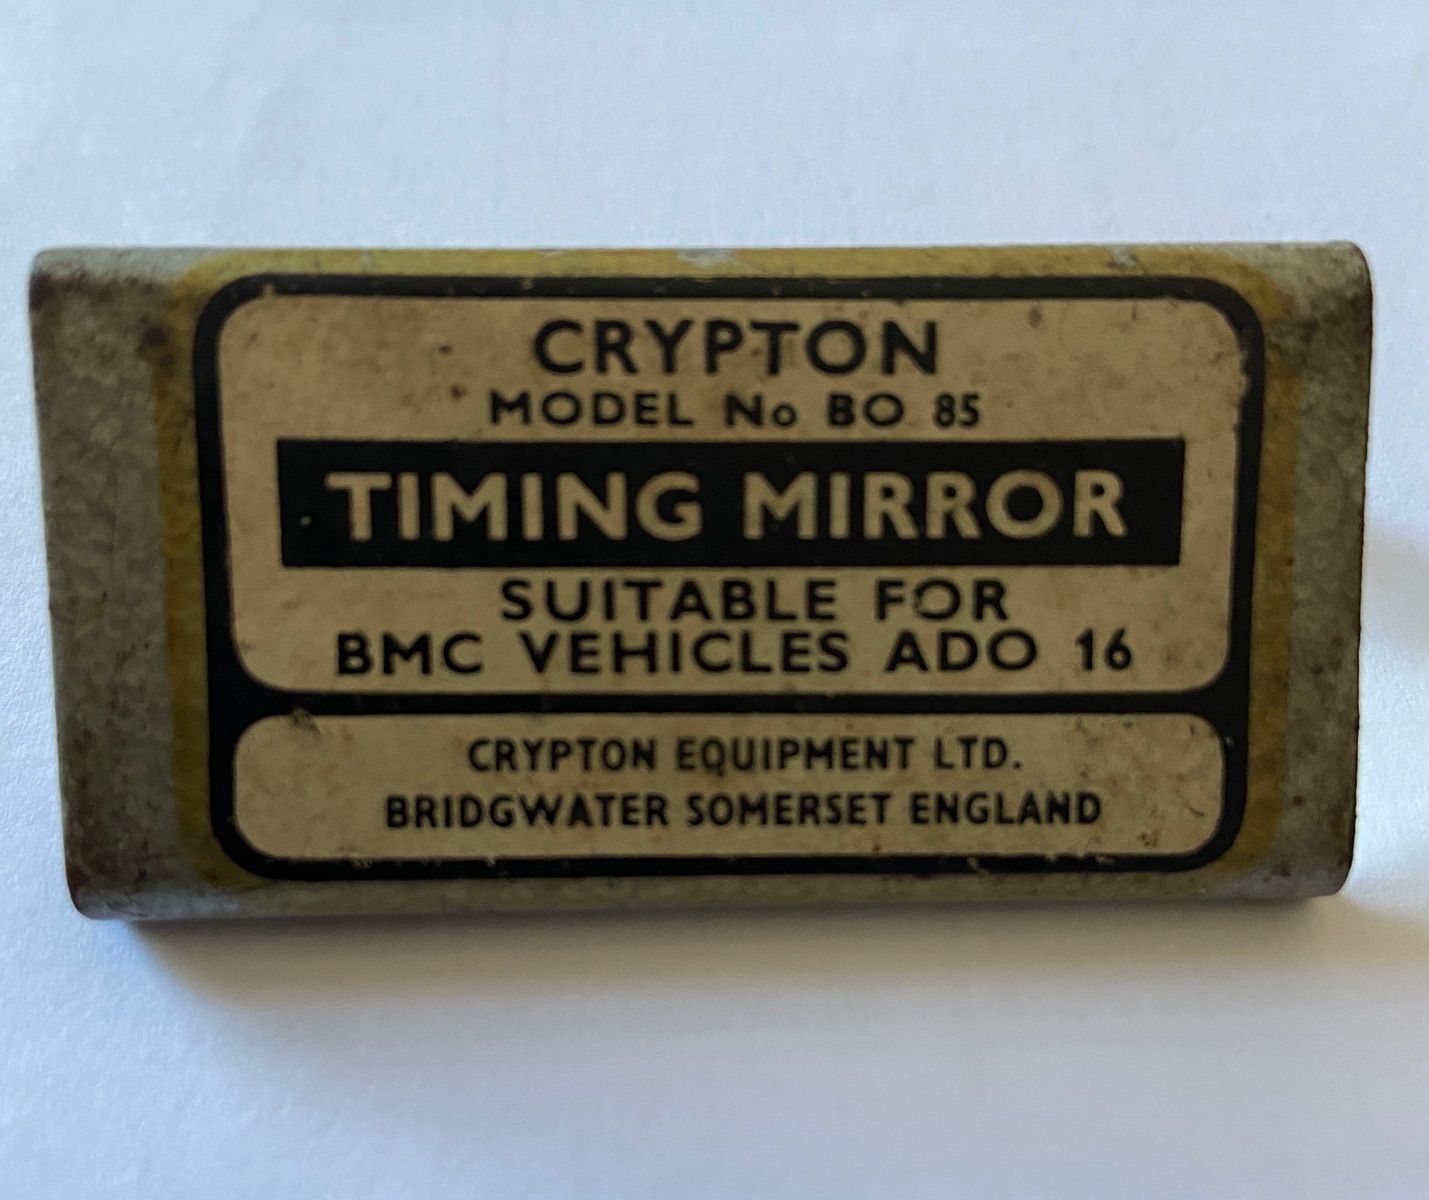 CRYPTON
MODEL No BO 85
TIMING MIRROR
SUITABLE FOR
BMC VEHICLES ADO 16
CRYPTON EQUIPMENT LTD.
BRIDGWATER SOMERSET ENGLAND